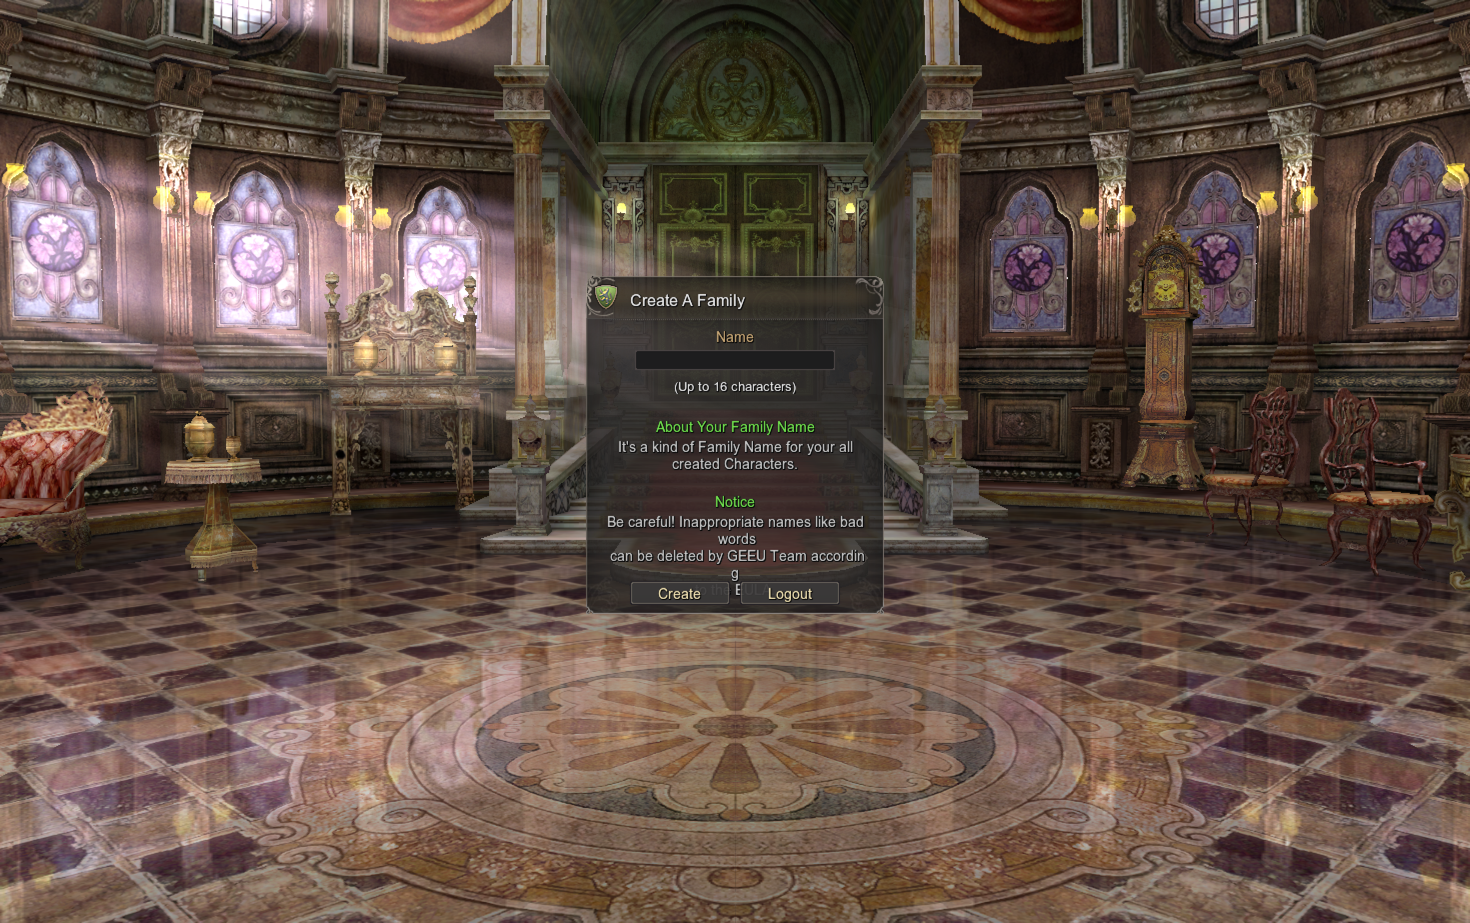 Create A Family
Name
(Up to 16 characters)
About Your Family Name
It's a kind of Family Name for your all
created Characters.
Notice
Be careful! Inappropriate names like bad
words
can be deleted by GEEU Team accordin
g
Create
Logout